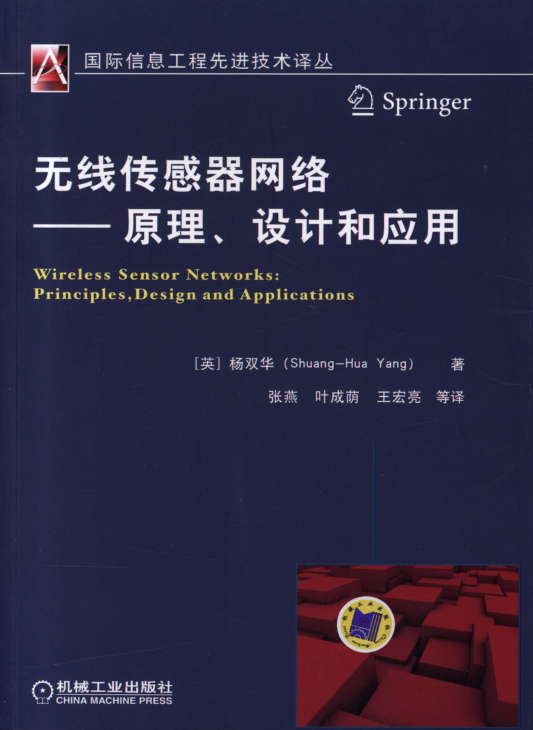 国际信息工程先进技术译丛
Springer
无线传感器网络
——原理、设计和应用
Wireless Sensor Networks:
Principles,Design and Applications
[英] 杨双华 (Shuang-Hua Yang) 著
张燕 叶成荫 王宏亮 等译
机械工业出版社
CHINA MACHINE PRESS